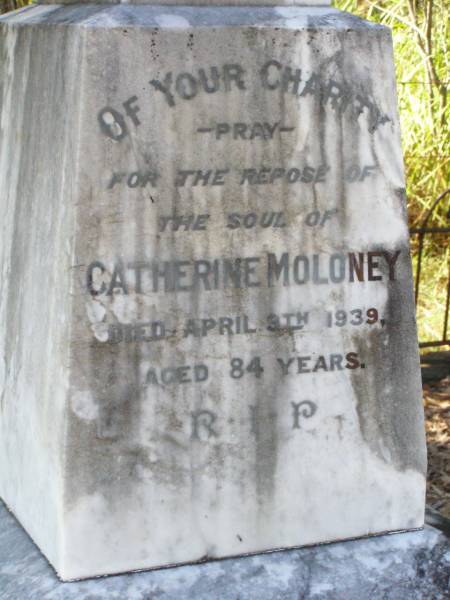 OF YOUR CHARITY
—PRAY—
FOR THE REPOSE OF
THE SOUL OF
CATHERINE MOLONEY
DIED APRIL 9TH 1939,
AGED 84 YEARS.
R I P